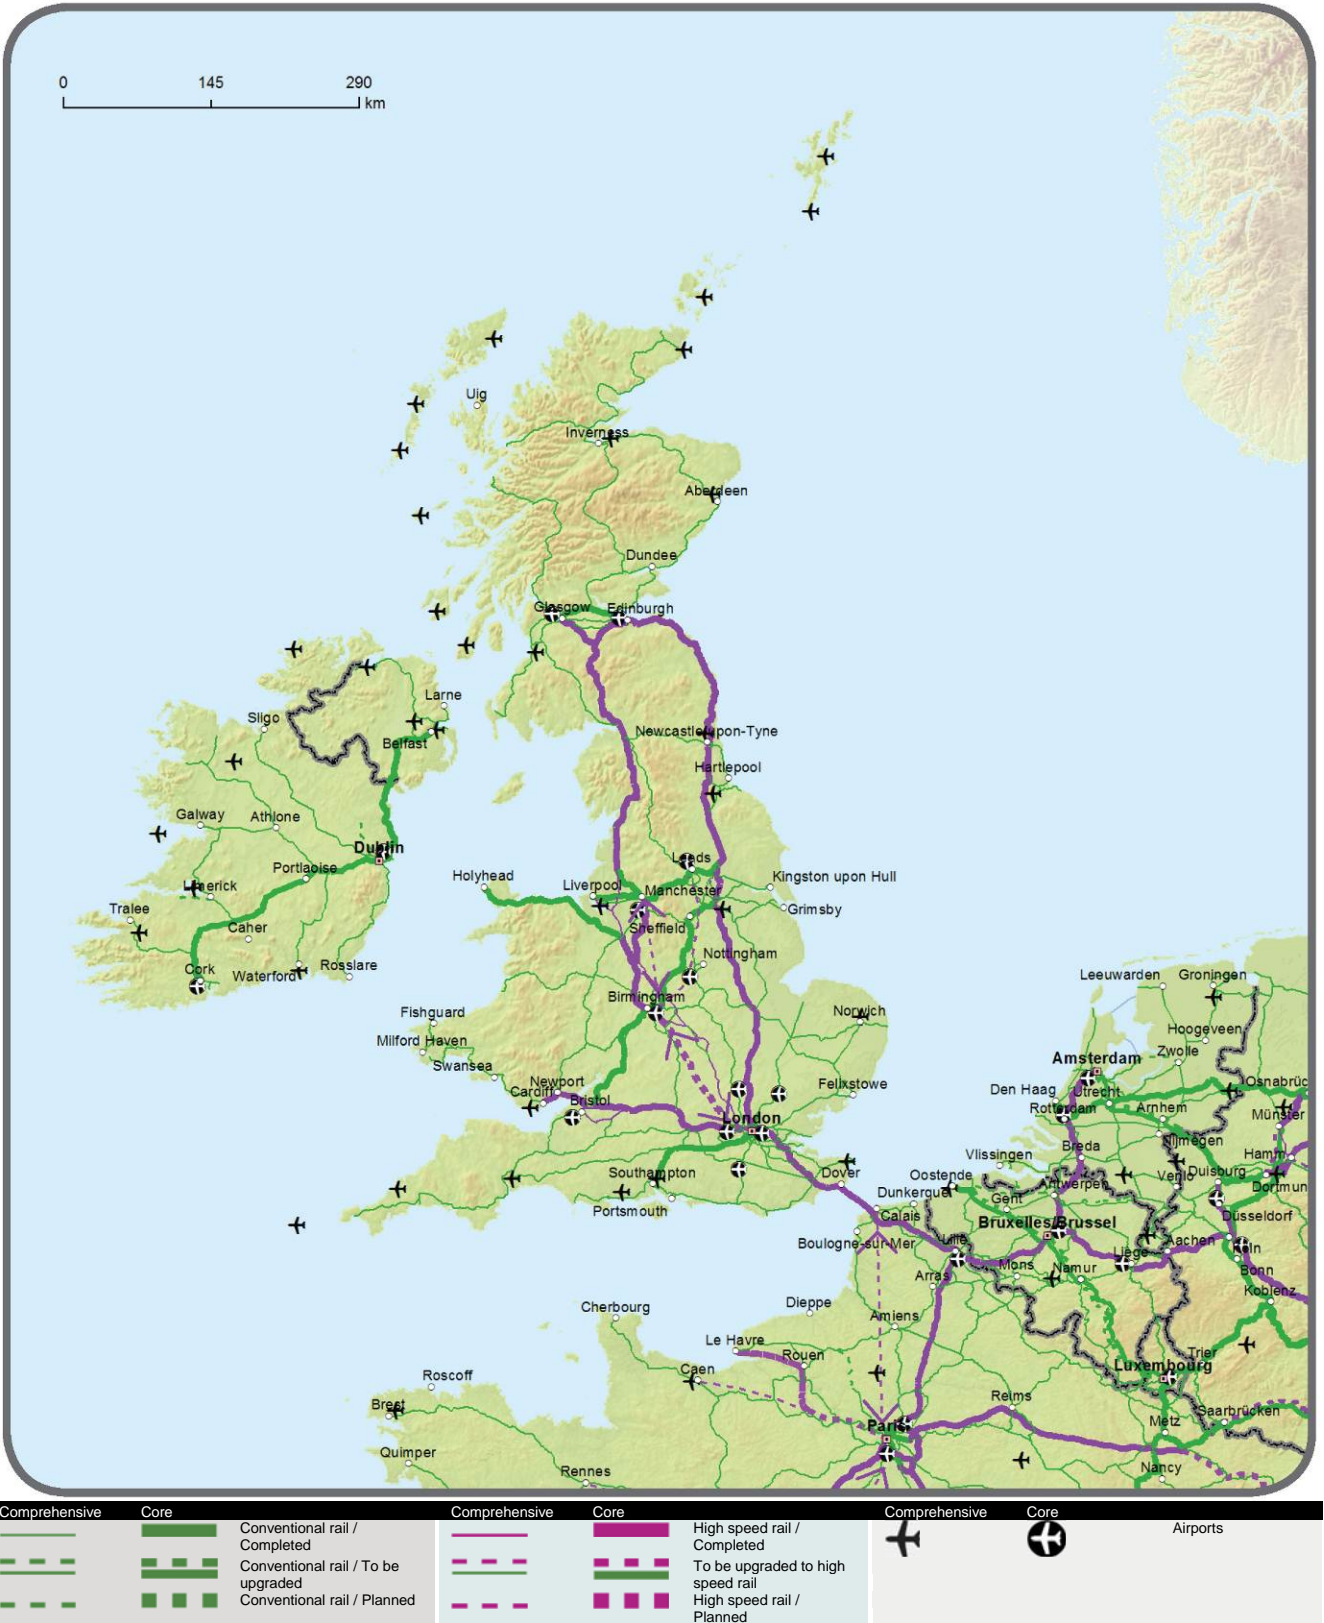 0 145 290
km
Uig
Inverness
Aberdeen
Dundee
Glasgow Edinburgh
Larne
Sligo
Newcastle-upon-Tyne
Belfast
Hartlepool
Galway Athlone
Dublin
Leeds
Portlaoise
Holyhead
Kingston upon Hull
Limerick
Liverpool
Manchester
Tralee
Grimsby
Caher
Sheffield
Nottingham
Cork
Waterford
Rosslare
Leeuwarden Groningen
Birmingham
Fishguard
Norwich
Hoogeveen
Milford Haven
Zwolle
Amsterdam
Swansea
Newport
Cardiff
Bristol
Felixstowe
Den Haag
Utrecht
Osnabrüc
Rotterdam
Arnhem
Münster
London
Nijmegen
Breda
Vlissingen
Hamm
Southampton
Dover
Oostende
Venlo
Duisburg
Portsmouth
Dunkerque
Gent
Antwerpen
Dortmun
Calais
Bruxelles/Brussel
Düsseldorf
Boulogne-sur-Mer
Lille
Liège
Aachen
Köln
Arras
Mons
Namur
Bonn
Koblenz
Cherbourg
Dieppe
Amiens
Le Havre
Rouen
Trier
Caen
Luxembourg
Roscoff
Brest
Reims
Saarbrücken
Paris
Metz
Quimper
Rennes
Nancy
Comprehensive Core Comprehensive Core Comprehensive Core
Conventional rail /
Completed
Conventional rail / To be
upgraded
Conventional rail / Planned
High speed rail /
Completed
To be upgraded to high
speed rail
High speed rail /
Planned
Airports